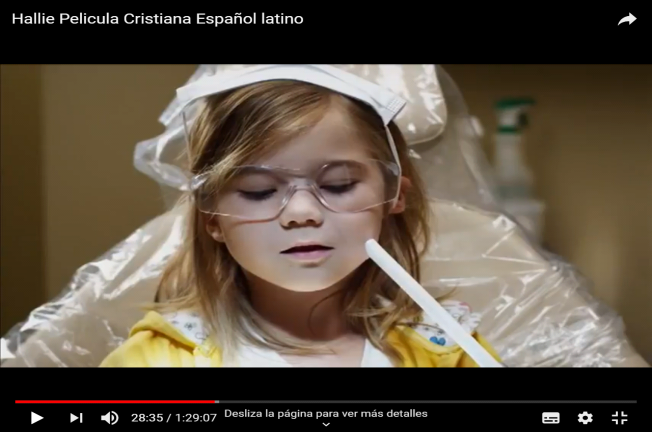 Hallie Pelicula Cristiana Español latino
28:35 / 1:29:07 Desliza la página para ver más detalles